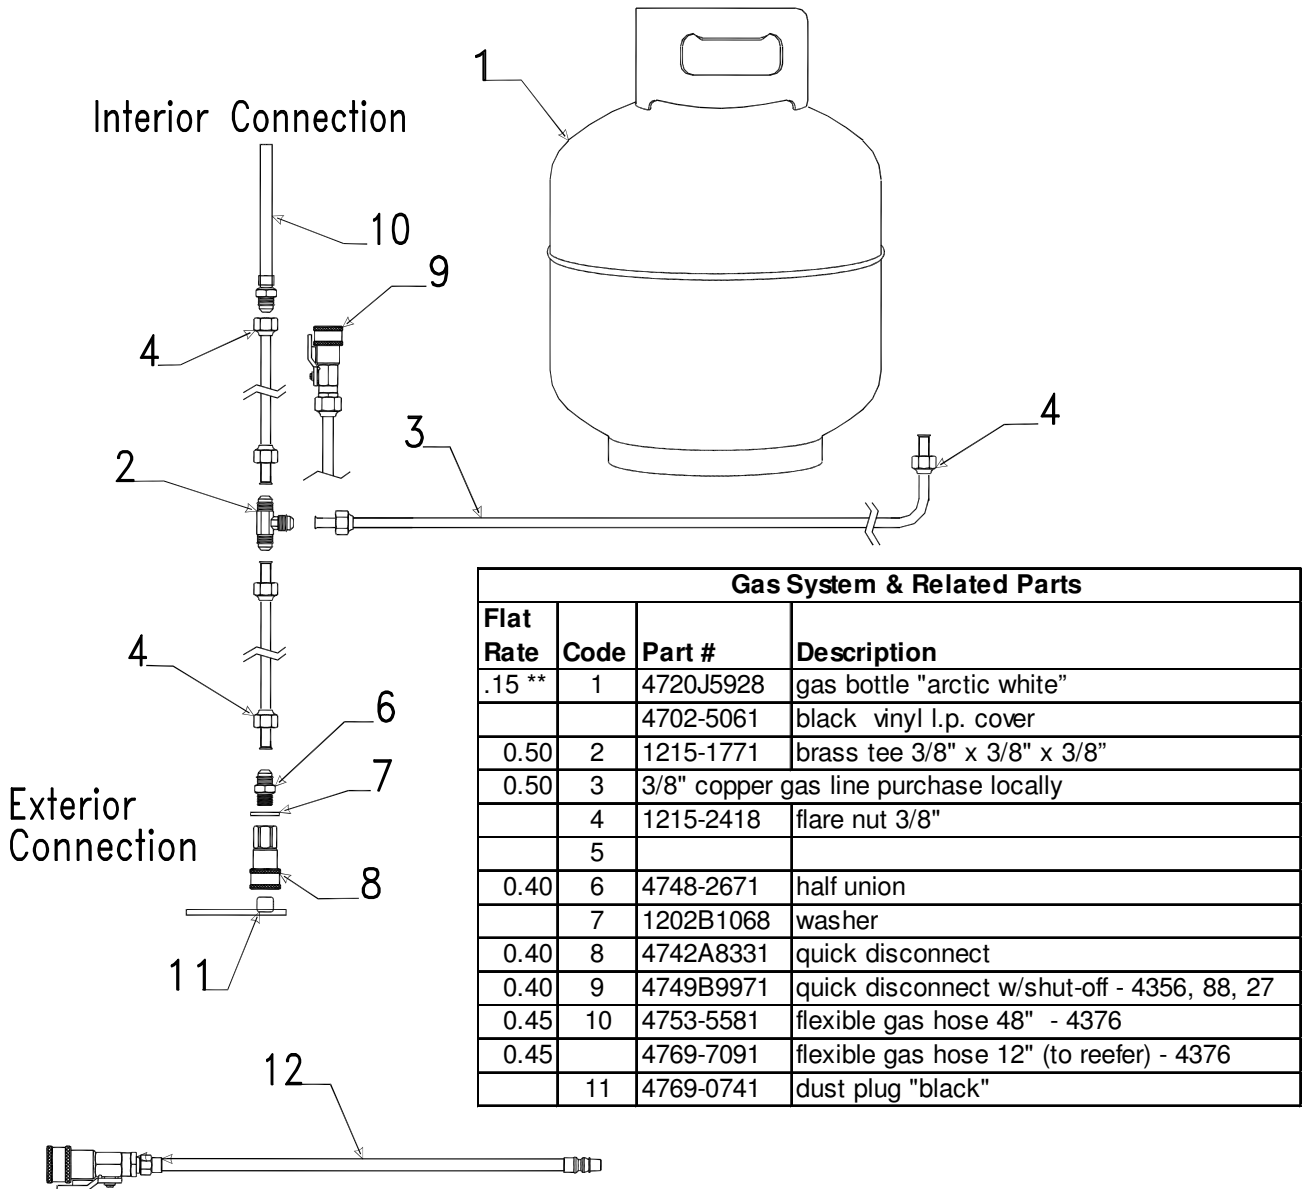 1
Interior Connection
10
9
4
4
3
2
4
6
7
Exterior
Connection
8
11
12
Gas System & Related Parts
Flat Rate Code Part # Description
.15 ** 1 4720J5928 gas bottle "arctic white”
4702-5061 black vinyl l.p. cover
0.50 2 1215-1771 brass tee 3/8" x 3/8" x 3/8”
0.50 3 3/8" copper gas line purchase locally
4 1215-2418 flare nut 3/8"
5
0.40 6 4748-2671 half union
7 1202B1068 washer
0.40 8 4742A8331 quick disconnect
0.40 9 4749B9971 quick disconnect w/shut-off - 4356, 88, 27
0.45 10 4753-5581 flexible gas hose 48" - 4376
0.45 4769-7091 flexible gas hose 12" (to reefer) - 4376
11 4769-0741 dust plug "black"